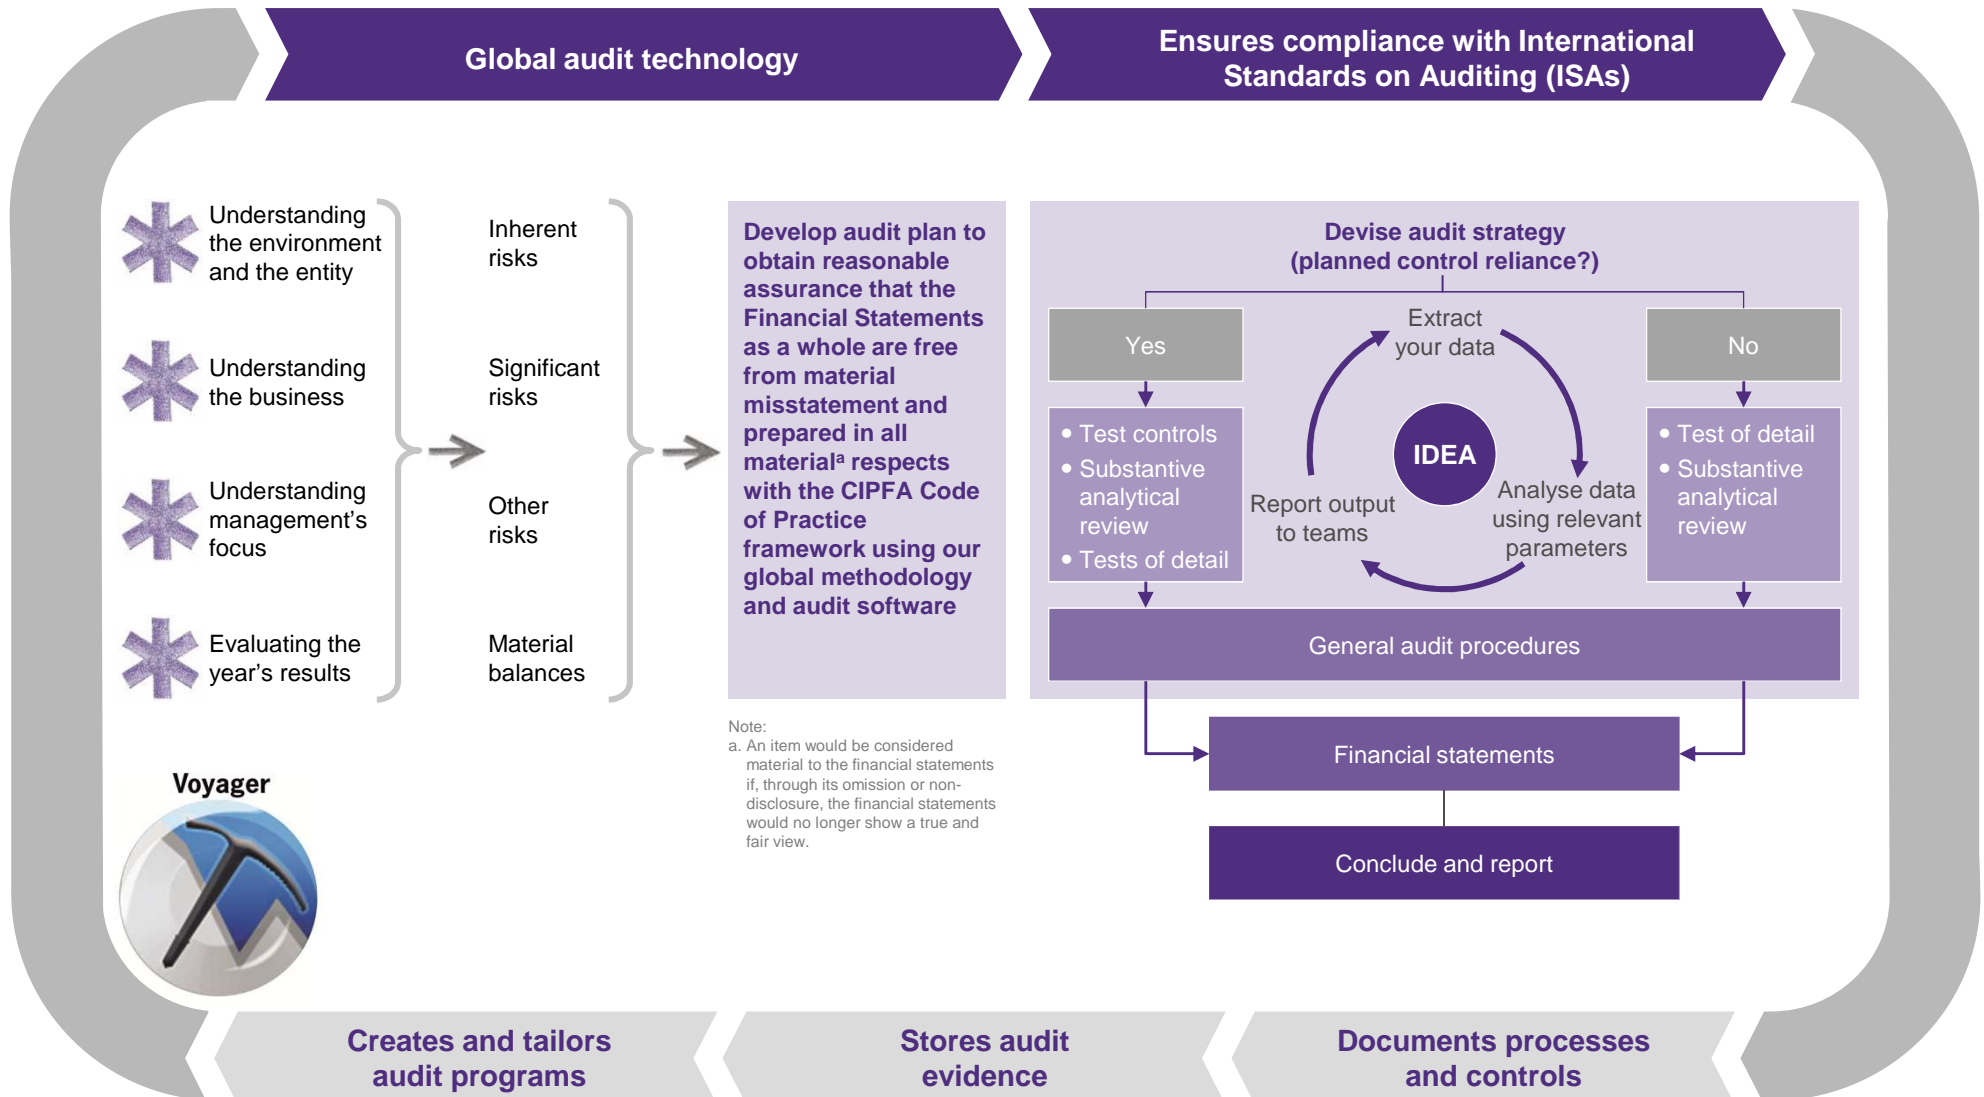 Global audit technology
Ensures compliance with International
Standards on Auditing (ISAs)
Understanding
the environment
and the entity
Understanding
the business
Understanding
management’s
focus
Evaluating the
year’s results
Inherent
risks
Significant
risks
Other
risks
Material
balances
Develop audit plan to
obtain reasonable
assurance that the
Financial Statements
as a whole are free
from material
misstatement and
prepared in all
materialᵃ respects
with the CIPFA Code
of Practice
framework using our
global methodology
and audit software
Note:
a. An item would be considered
material to the financial statements
if, through its omission or non-
disclosure, the financial statements
would no longer show a true and
fair view.
Devise audit strategy
(planned control reliance?)
Yes
• Test controls
• Substantive
analytical
review
• Tests of detail
Extract
your data
IDEA
Analyse data
using relevant
parameters
Report output
to teams
No
• Test of detail
• Substantive
analytical
review
General audit procedures
Financial statements
Conclude and report
Voyager
Creates and tailors
audit programs
Stores audit
evidence
Documents processes
and controls